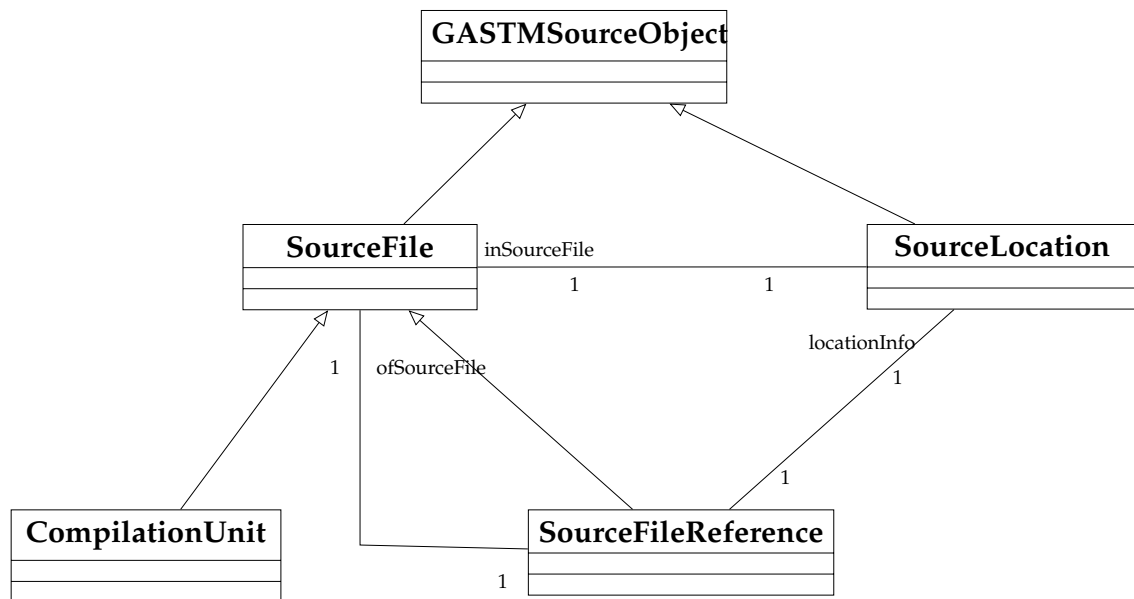 GASTMSourceObject
SourceFile
inSourceFile
SourceLocation
1
1
locationInfo
1
ofSourceFile
1
1
CompilationUnit
SourceFileReference
1